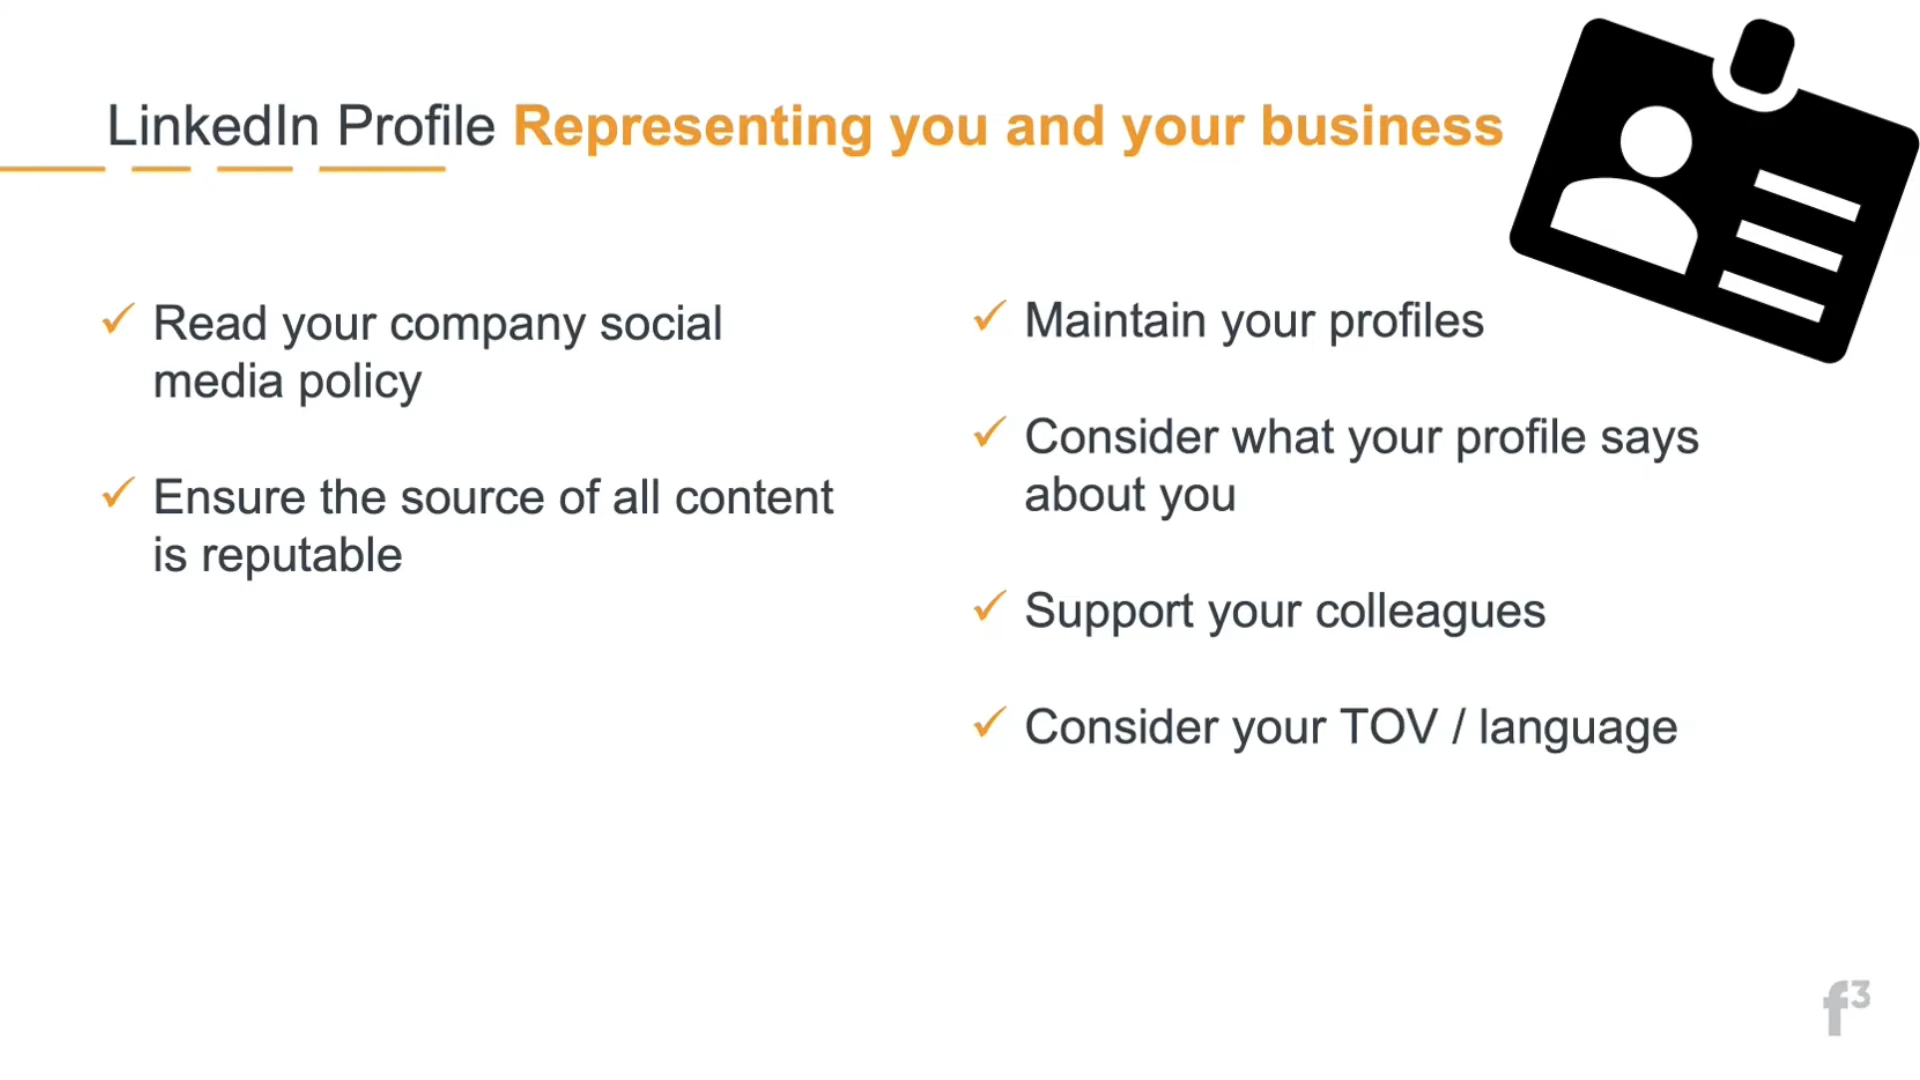 LinkedIn Profile Representing you and your business
Read your company social
media policy
Ensure the source of all content
is reputable
Maintain your profiles
Consider what your profile says
about you
Support your colleagues
Consider your TOV / language
f³